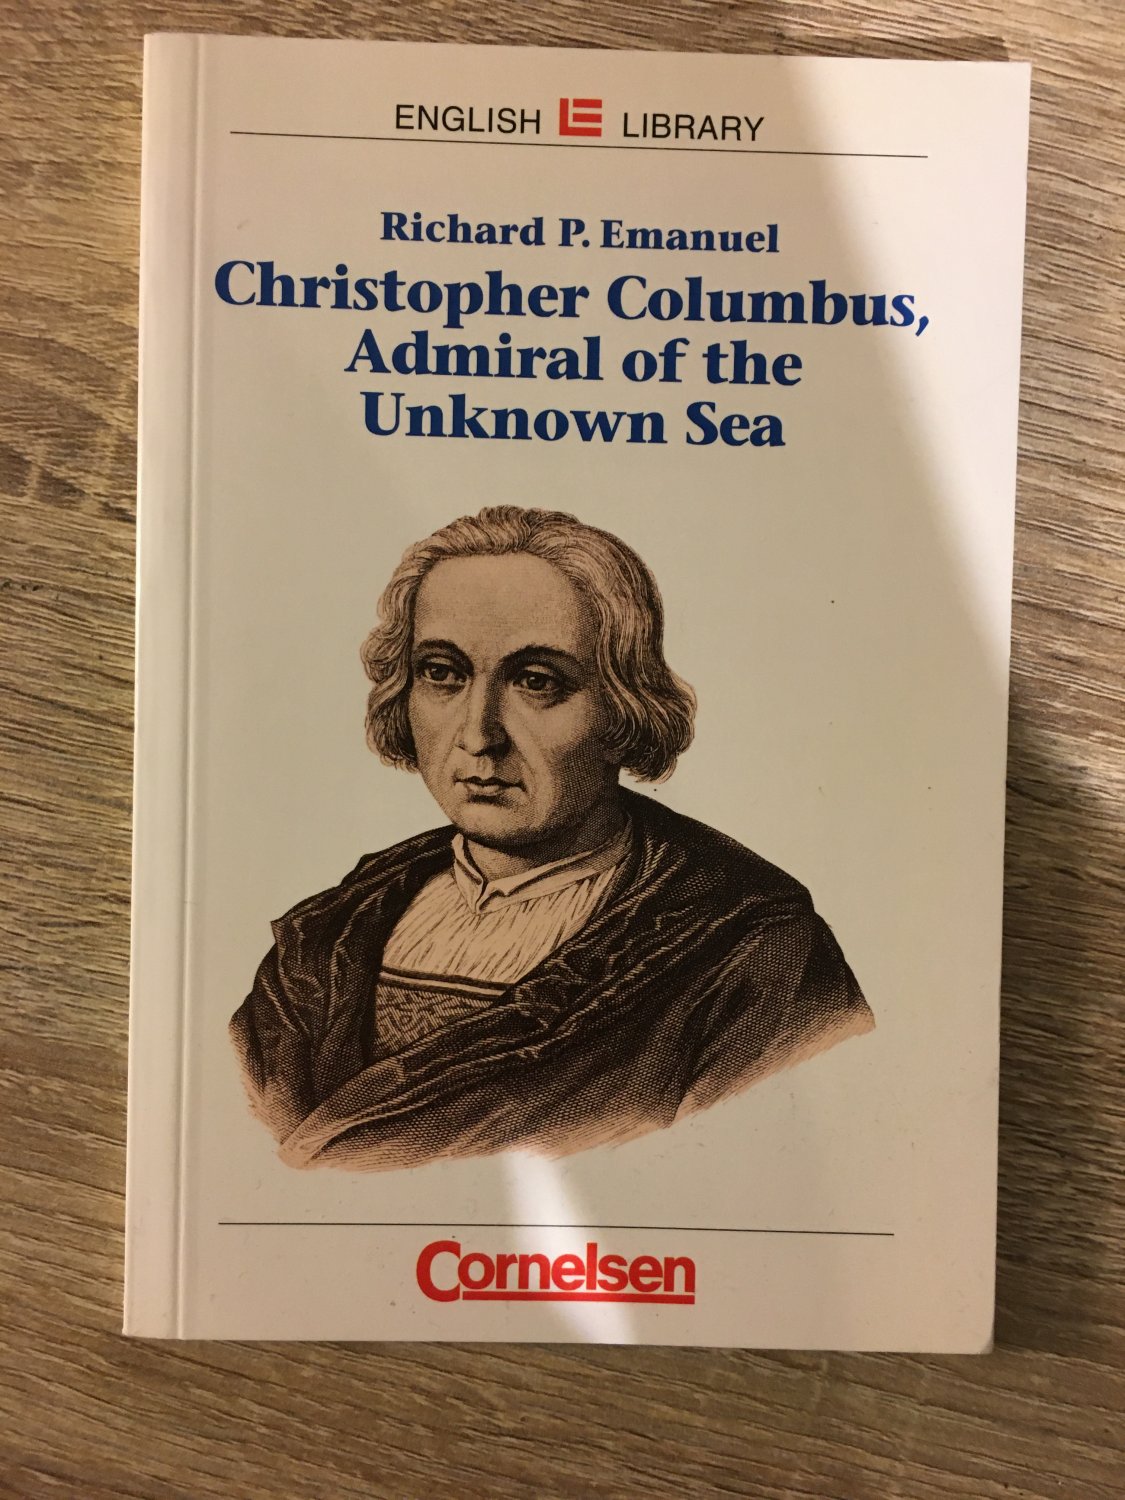 ENGLISH LIBRARY
Richard P. Emanuel
Christopher Columbus,
Admiral of the
Unknown Sea
Cornelsen